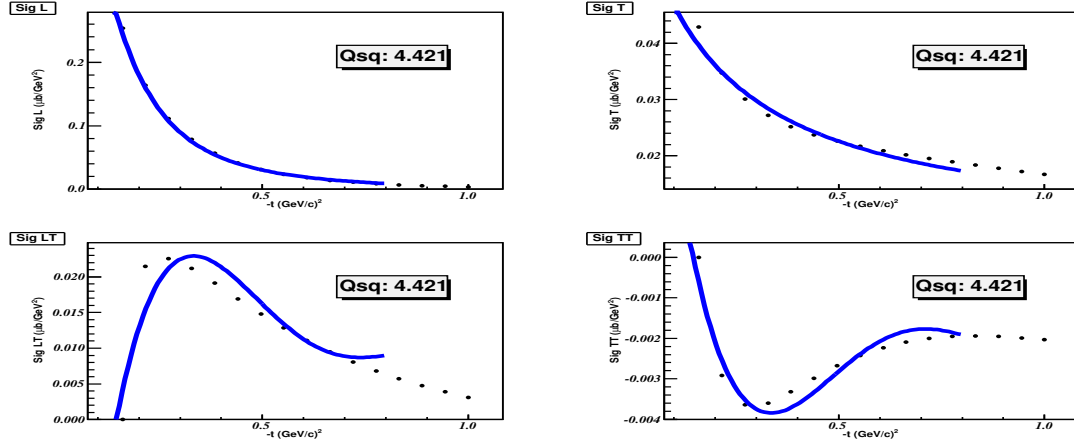 Sig L
Sig L (μb/GeV²)
0.2
0.1
0.0
Qsq: 4.421
0.5
1.0
-t (GeV/c)²
Sig T
Sig T (μb/GeV²)
0.04
0.03
0.02
Qsq: 4.421
0.5
1.0
-t (GeV/c)²
Sig LT
Sig LT (μb/GeV²)
0.020
0.015
0.010
0.005
0.000
Qsq: 4.421
0.5
1.0
-t (GeV/c)²
Sig TT
Sig TT (μb/GeV²)
0.000
-0.001
-0.002
-0.003
-0.004
Qsq: 4.421
0.5
1.0
-t (GeV/c)²